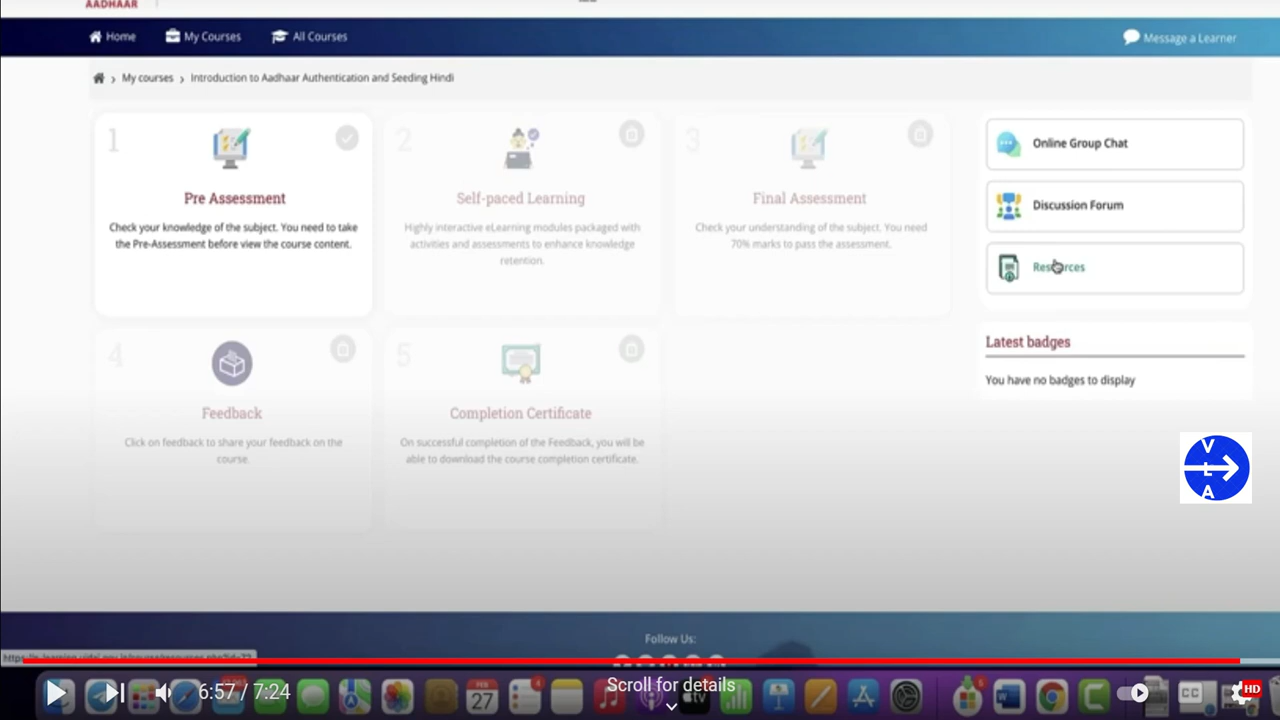 AADHAAR
Home My Courses All Courses Message a Learner
My courses > Introduction to Aadhaar Authentication and Seeding Hindi
1
Pre Assessment
Check your knowledge of the subject. You need to take
the Pre-Assessment before view the course content.
2
Self-paced Learning
Highly interactive eLearning modules packaged with
activities and assessments to enhance knowledge
retention.
3
Final Assessment
Check your understanding of the subject. You need
70% marks to pass the assessment.
Online Group Chat
Discussion Forum
Resources
Latest badges
You have no badges to display
4
Feedback
Click on feedback to share your feedback on the
course.
5
Completion Certificate
On successful completion of the Feedback, you will be
able to download the course completion certificate.
V
L
A
Follow Us:
6:57 / 7:24
Scroll for details
FEB
27
tv
W
C
CC
HD